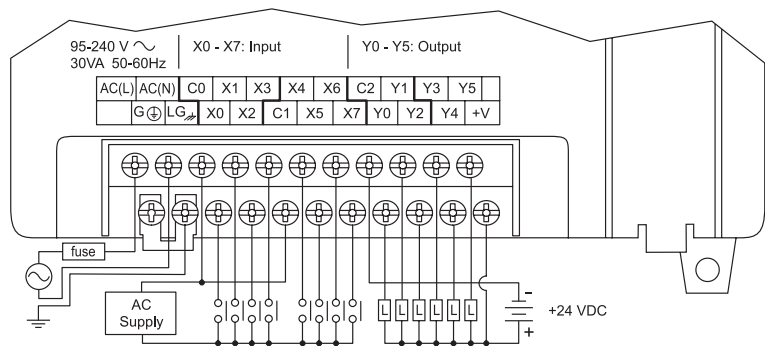 95-240 V
30VA 50-60Hz
X0 - X7: Input
Y0 - Y5: Output
AC(L) AC(N) C0 X1 X3 X4 X6 C2 Y1 Y3 Y5
G LG X0 X2 C1 X5 X7 Y0 Y2 Y4 +V
fuse
AC
Supply
L L L L L L
-
+24 VDC
+